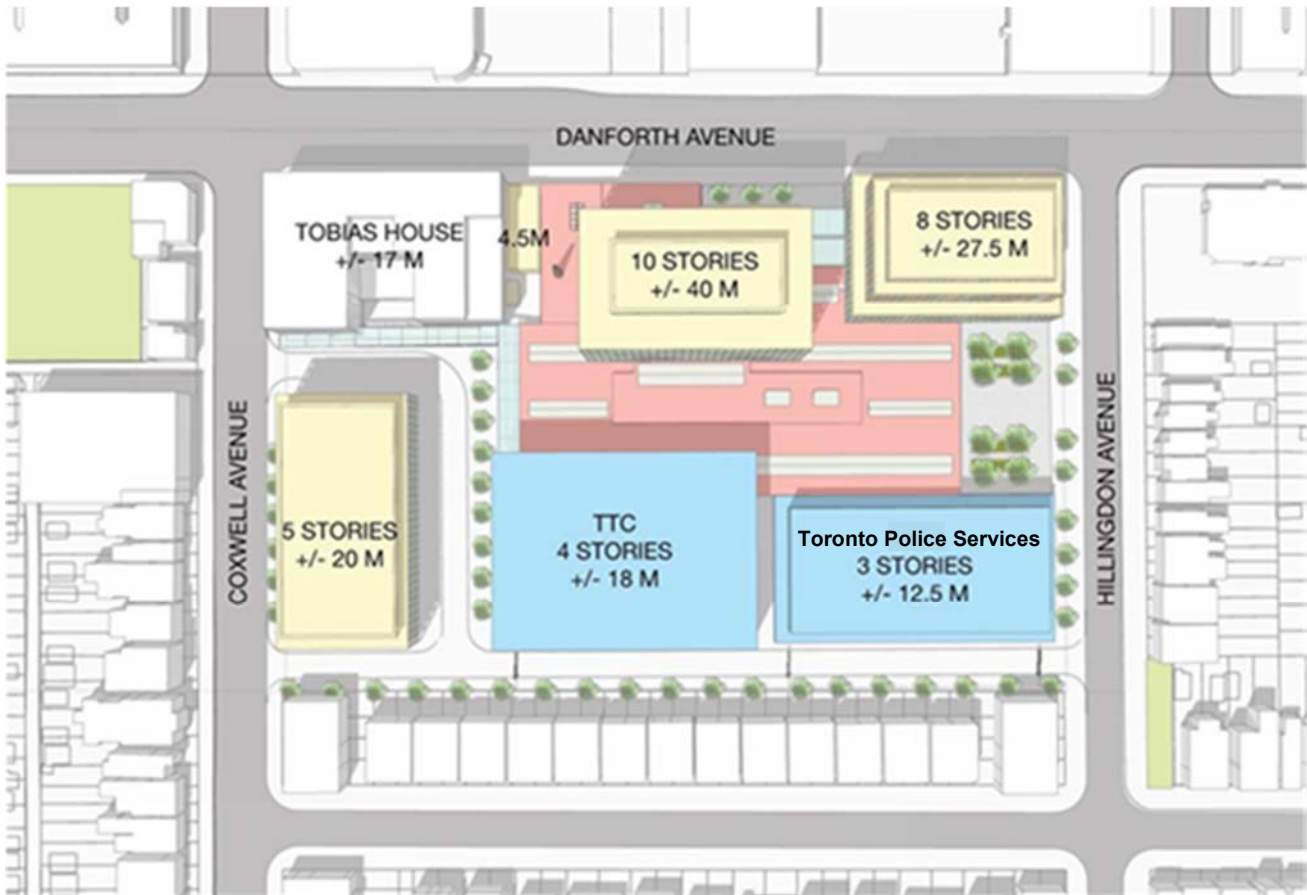 DANFORTH AVENUE
TOBIAS HOUSE
+/- 17 M
4.5M
10 STORIES
+/- 40 M
8 STORIES
+/- 27.5 M
COXWELL AVENUE
HILLINGDON AVENUE
5 STORIES
+/- 20 M
TTC
4 STORIES
+/- 18 M
Toronto Police Services
3 STORIES
+/- 12.5 M